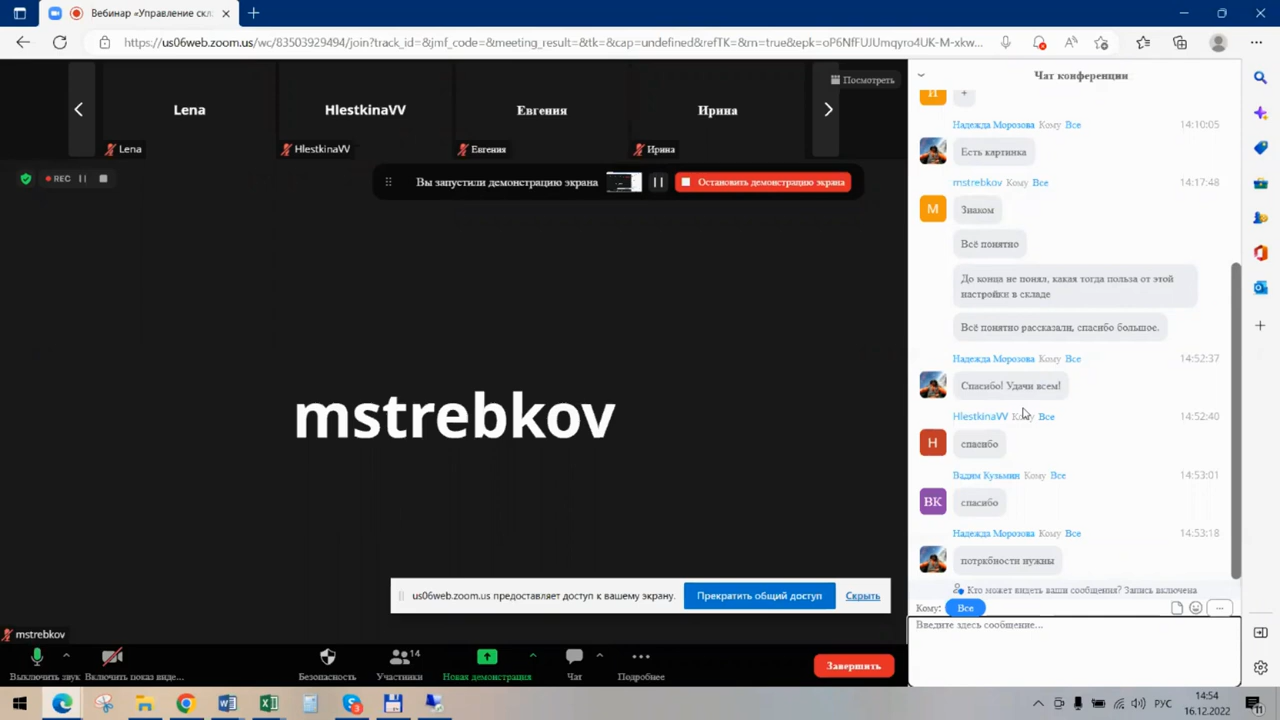 Вебинар «Управление скл
https://us06web.zoom.us/wc/83503929494/join?track_id=&jmf_code=&meeting_result=&tk=&cap=undefined&refTK=&rn=true&epk=oP6NfFUJUmqyro4UK-M-xkw...
Lena
HlestkinaVV
Евгения
Ирина
Посмотреть
Lena
HlestkinaVV
Евгения
Ирина
REC
Вы запустили демонстрацию экрана
Остановить демонстрацию экрана
mstrebkov
us06web.zoom.us предоставляет доступ к вашему экрану.
Прекратить общий доступ
Скрыть
mstrebkov
Чат конференции
И
+
Надежда Морозова Кому Все 14:10:05
Есть картинка
mstrebkov Кому Все 14:17:48
M
Знаком
Всё понятно
До конца не понял, какая тогда польза от этой
настройки в складе
Всё понятно рассказали, спасибо большое.
Надежда Морозова Кому Все 14:52:37
Спасибо! Удачи всем!
HlestkinaVV Кому Все 14:52:40
H
спасибо
Вадим Кузьмин Кому Все 14:53:01
ВК
спасибо
Надежда Морозова Кому Все 14:53:18
потркбности нужны
Кто может видеть ваши сообщения? Запись включена
Кому: Все
Введите здесь сообщение...
Выключить звук
Включить показ виде...
Безопасность
14
Участники
Новая демонстрация
Чат
Подробнее
Завершить
РУС
14:54
16.12.2022
11